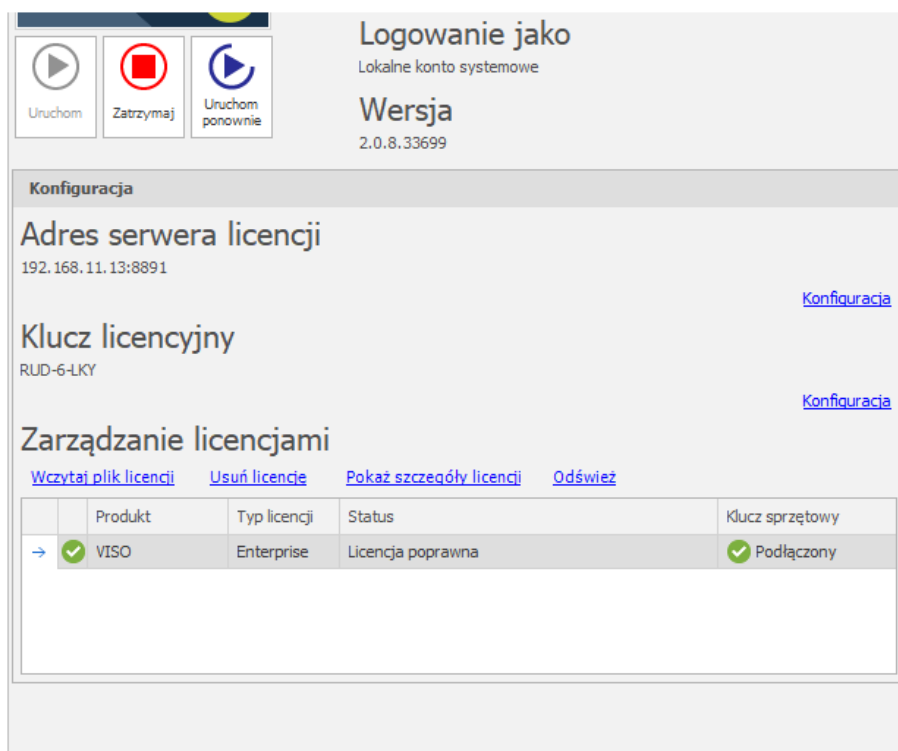 Uruchom
Zatrzymaj
Uruchom
ponownie
Logowanie jako
Lokalne konto systemowe
Wersja
2.0.8.33699
Konfiguracja
Adres serwera licencji
192.168.11.13:8891
Konfiguracja
Klucz licencyjny
RUD-6-LKY
Konfiguracja
Zarządzanie licencjami
Wczytaj plik licencji Usuń licencję Pokaż szczegóły licencji Odśwież
Produkt Typ licencji Status Klucz sprzętowy
VISO Enterprise Licencja poprawna Podłączony